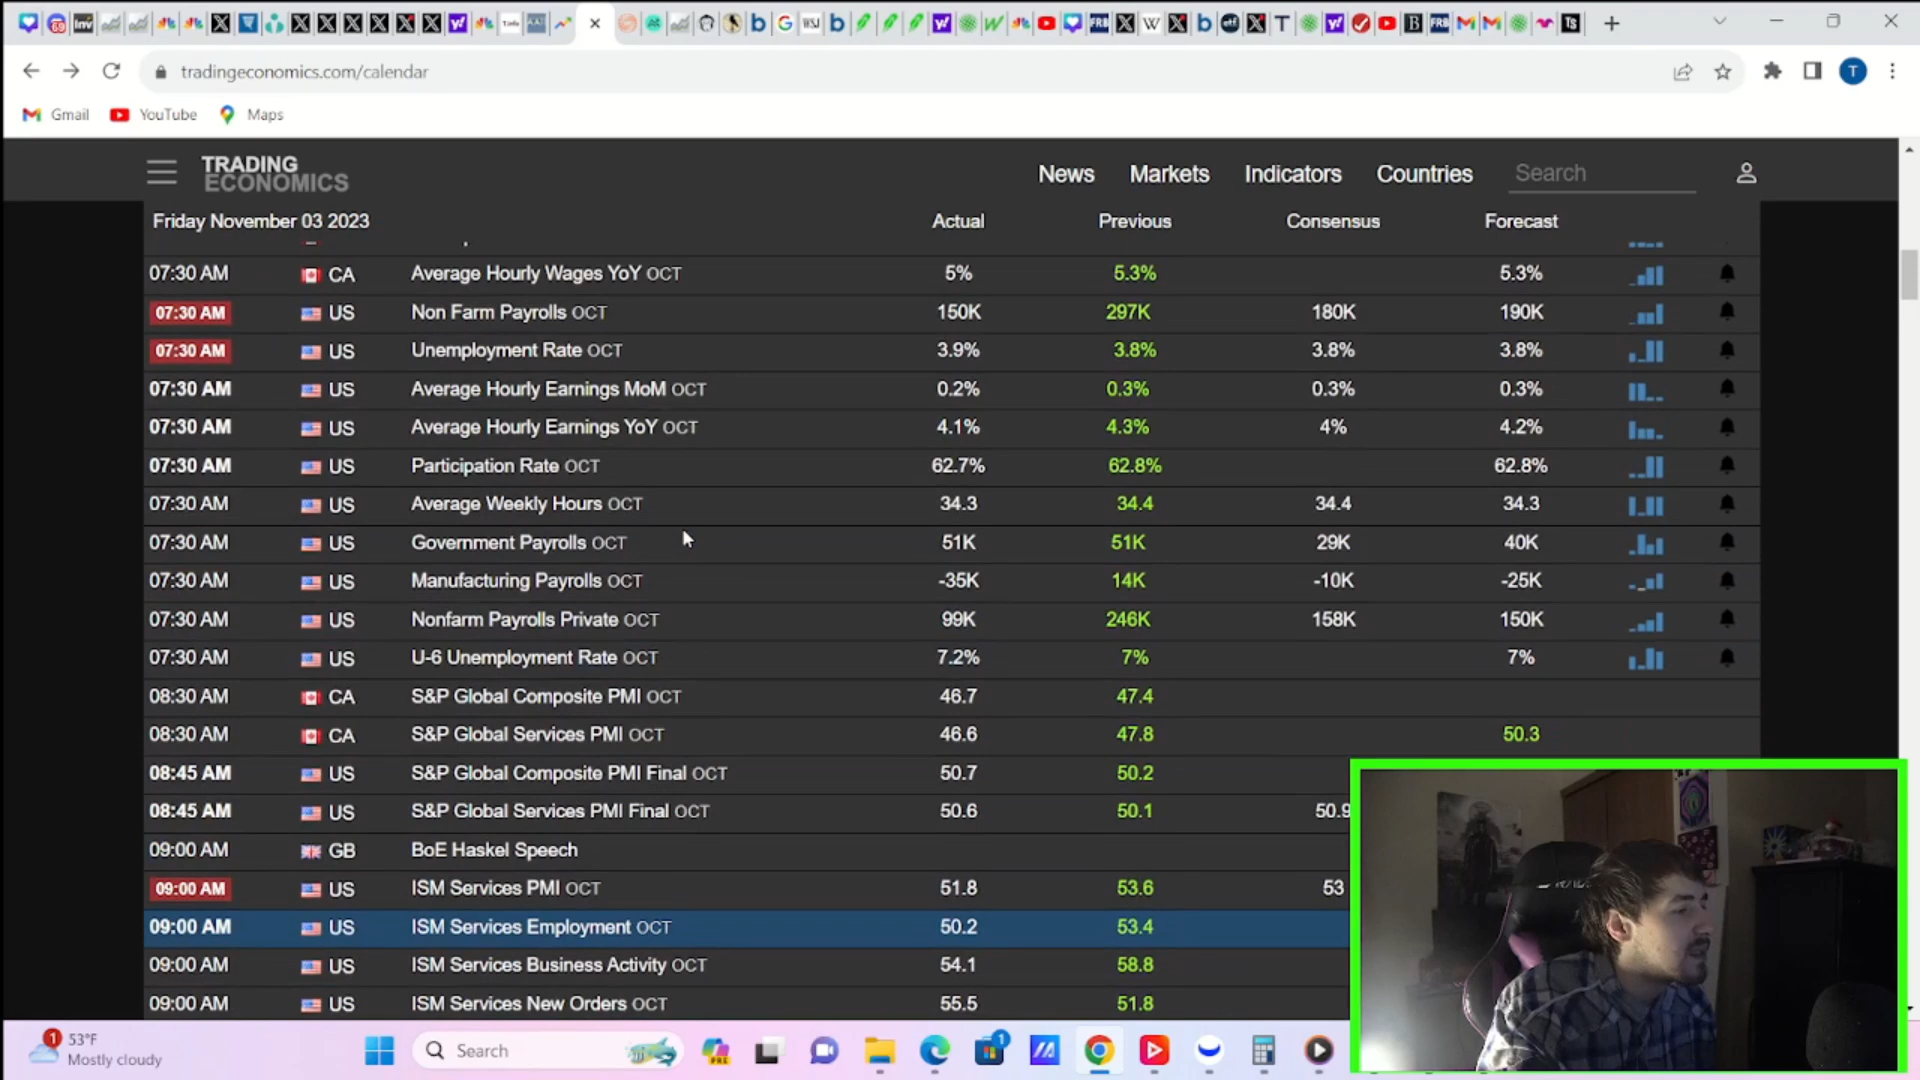 tradingeconomics.com/calendar
T
Gmail YouTube Maps
TRADING
ECONOMICS
News Markets Indicators Countries Search
Friday November 03 2023 Actual Previous Consensus Forecast
07:30 AM CA Average Hourly Wages YoY OCT 5% 5.3% 5.3%
07:30 AM US Non Farm Payrolls OCT 150K 297K 180K 190K
07:30 AM US Unemployment Rate OCT 3.9% 3.8% 3.8% 3.8%
07:30 AM US Average Hourly Earnings MoM OCT 0.2% 0.3% 0.3% 0.3%
07:30 AM US Average Hourly Earnings YoY OCT 4.1% 4.3% 4% 4.2%
07:30 AM US Participation Rate OCT 62.7% 62.8% 62.8%
07:30 AM US Average Weekly Hours OCT 34.3 34.4 34.4 34.3
07:30 AM US Government Payrolls OCT 51K 51K 29K 40K
07:30 AM US Manufacturing Payrolls OCT -35K 14K -10K -25K
07:30 AM US Nonfarm Payrolls Private OCT 99K 246K 158K 150K
07:30 AM US U-6 Unemployment Rate OCT 7.2% 7% 7%
08:30 AM CA S&P Global Composite PMI OCT 46.7 47.4
08:30 AM CA S&P Global Services PMI OCT 46.6 47.8 50.3
08:45 AM US S&P Global Composite PMI Final OCT 50.7 50.2
08:45 AM US S&P Global Services PMI Final OCT 50.6 50.1 50.9
09:00 AM GB BoE Haskel Speech
09:00 AM US ISM Services PMI OCT 51.8 53.6 53
09:00 AM US ISM Services Employment OCT 50.2 53.4
09:00 AM US ISM Services Business Activity OCT 54.1 58.8
09:00 AM US ISM Services New Orders OCT 55.5 51.8
1 53°F
Mostly cloudy
Search
PRE
1